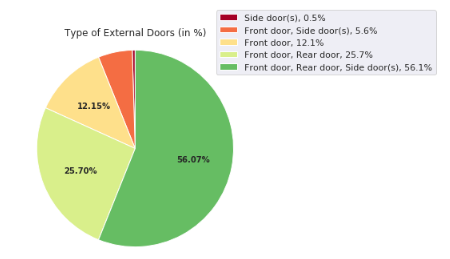 Type of External Doors (in %)
Side door(s), 0.5%
Front door, Side door(s), 5.6%
Front door, 12.1%
Front door, Rear door, 25.7%
Front door, Rear door, Side door(s), 56.1%
12.15%
25.70%
56.07%